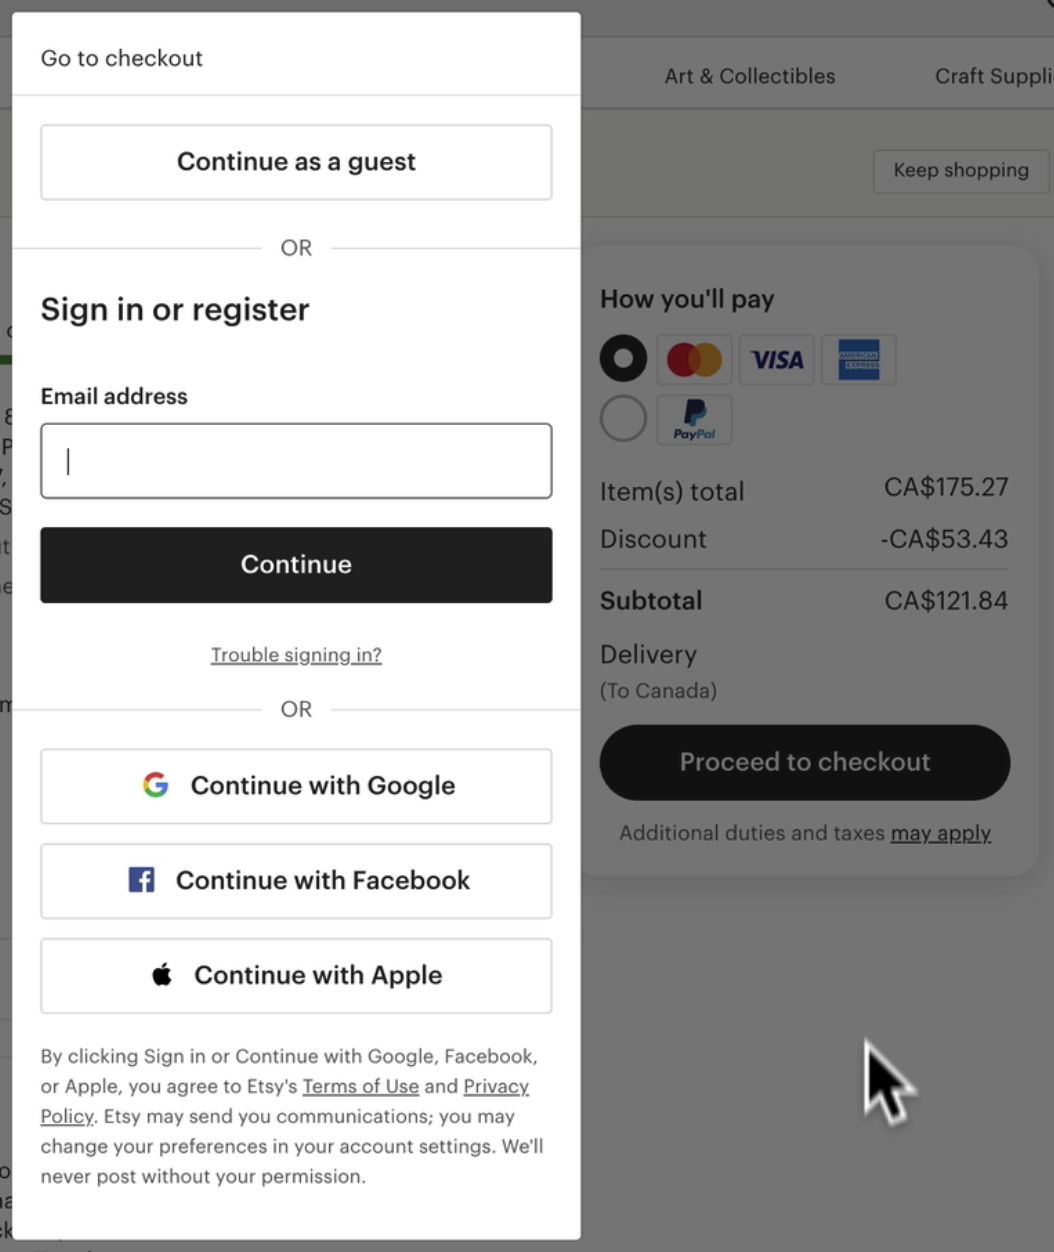 Go to checkout
Continue as a guest
OR
Sign in or register
Email address
Continue
Trouble signing in?
OR
Continue with Google
Continue with Facebook
Continue with Apple
By clicking Sign in or Continue with Google, Facebook,
or Apple, you agree to Etsy's Terms of Use and Privacy
Policy. Etsy may send you communications; you may
change your preferences in your account settings. We'll
never post without your permission.
Art & Collectibles
Keep shopping
How you'll pay
VISA
AMERICAN
EXPRESS
PayPal
Item(s) total CA$175.27
Discount -CA$53.43
Subtotal CA$121.84
Delivery
(To Canada)
Proceed to checkout
Additional duties and taxes may apply